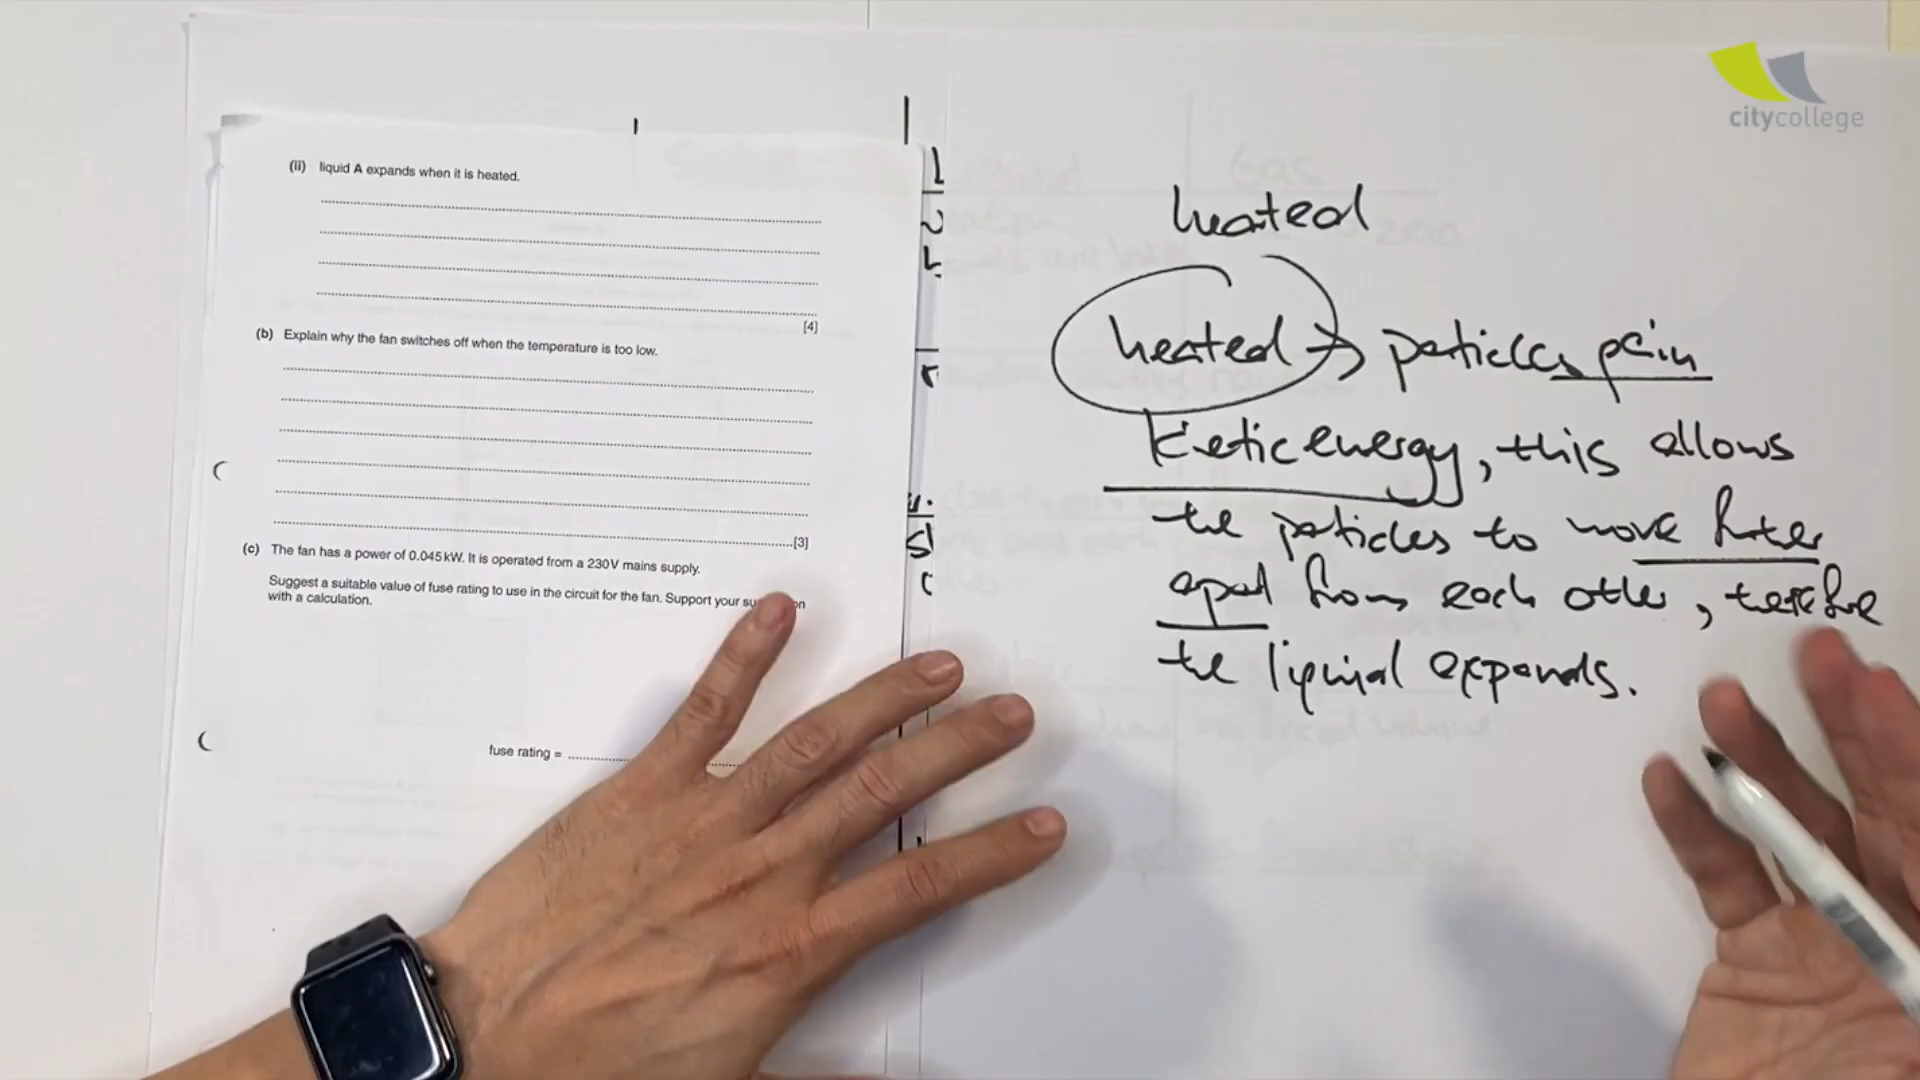 citycollege
(ii) liquid A expands when it is heated.
[4]
(b) Explain why the fan switches off when the temperature is too low.
[3]
(c) The fan has a power of 0.045 kW. It is operated from a 230 V mains supply.
Suggest a suitable value of fuse rating to use in the circuit for the fan. Support your
with a calculation.
fuse rating =
heated
heated → particles gain
kinetic energy, this allows
the particles to move further
apart from each other, therefore
the liquid expands.